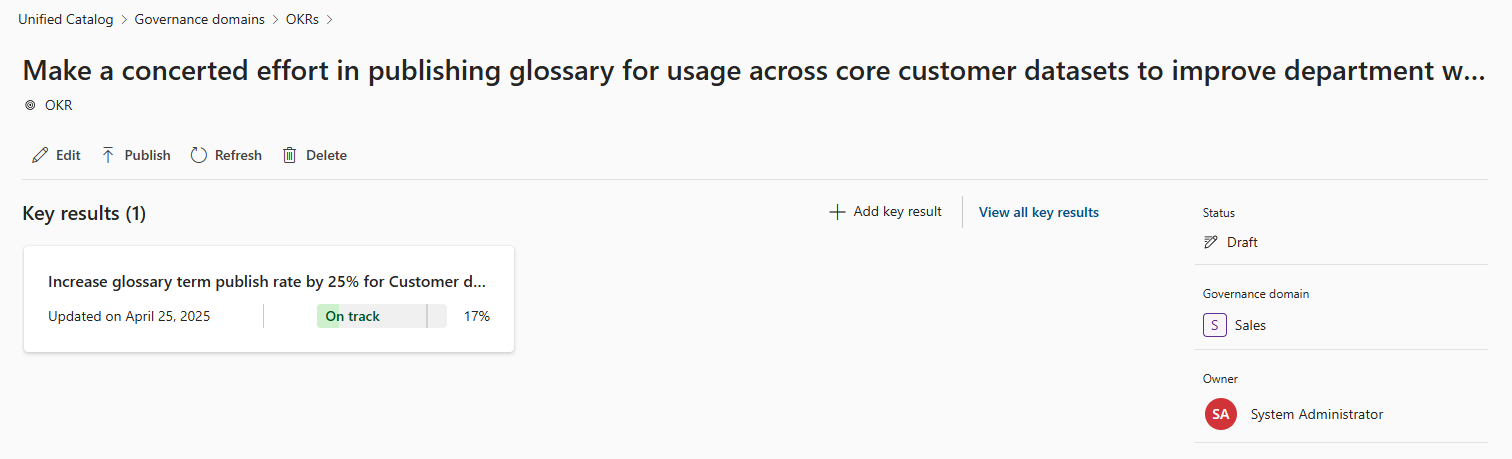 Unified Catalog > Governance domains > OKRs >
Make a concerted effort in publishing glossary for usage across core customer datasets to improve department w...
OKR
Edit Publish Refresh Delete
Key results (1)
Add key result
View all key results
Increase glossary term publish rate by 25% for Customer d...
Updated on April 25, 2025
On track
17%
Status
Draft
Governance domain
S Sales
Owner
SA System Administrator